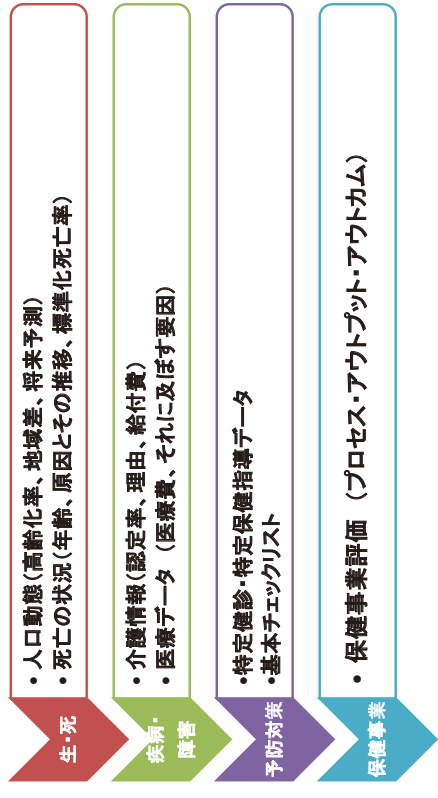 生・死
・人口動態（高齢化率、地域差、将来予測）
・死亡の状況（年齢、原因とその推移、標準化死亡率）
疾病・
障害
・介護情報（認定率、理由、給付費）
・医療データ（医療費、それに及ぼす要因）
予防対策
・特定健診・特定保健指導データ
・基本チェックリスト
保健事業
・保健事業評価（プロセス・アウトプット・アウトカム）